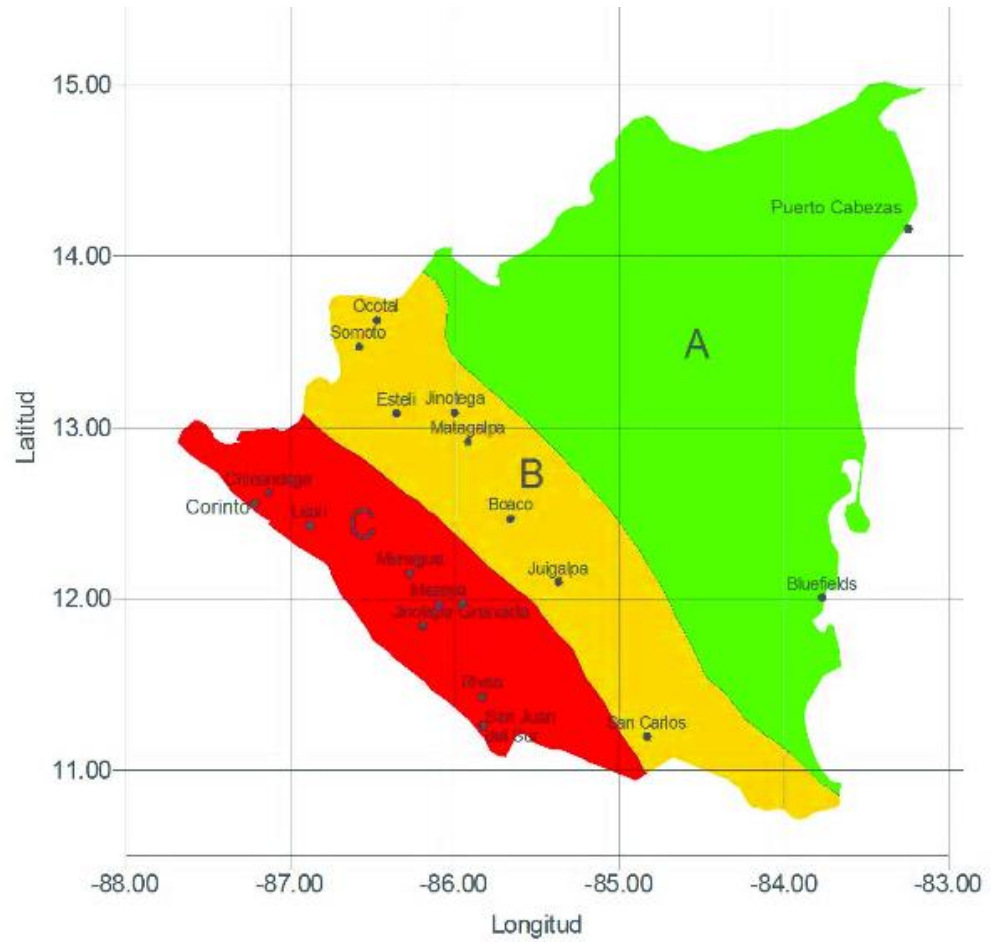 15.00
Puerto Cabezas
14.00
Ocotal
Somoto
A
Esteli
Jinotega
13.00
Matagalpa
B
Chinandega
Corinto
Leon
C
Boaco
Managua
Juigalpa
12.00
Masaya
Jinotepe Granada
Bluefields
Rivas
San Juan
del Sur
San Carlos
11.00
Latitud
-88.00
-87.00
-86.00
-85.00
-84.00
-83.00
Longitud